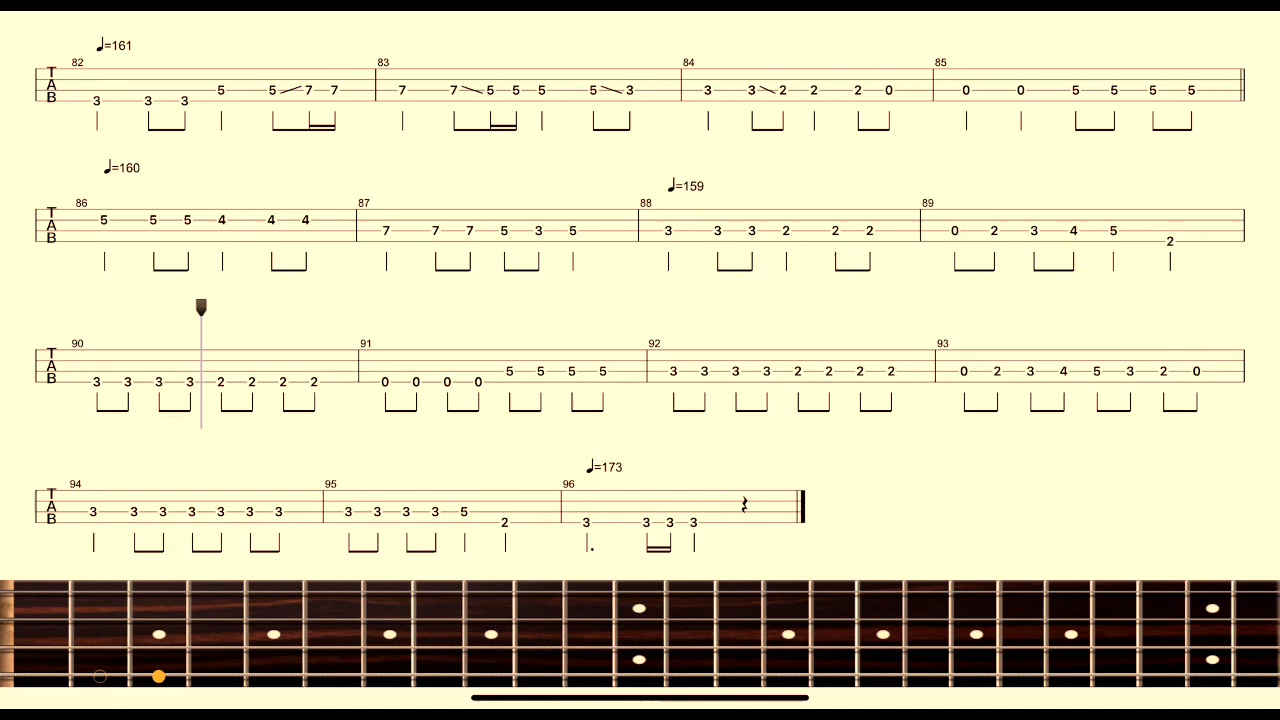 ♩=161
82 83 84 85
T A B 3 3 3 5 5 7 7 7 7 5 5 5 5 3 3 3 2 2 2 0 0 0 5 5 5 5
♩=160
♩=159
86 87 88 89
T A B 5 5 5 4 4 4 7 7 7 5 3 5 3 3 3 2 2 2 0 2 3 4 5 2
90 91 92 93
T A B 3 3 3 3 2 2 2 2 0 0 0 0 5 5 5 5 3 3 3 3 2 2 2 2 0 2 3 4 5 3 2 0
♩=173
94 95 96
T A B 3 3 3 3 3 3 3 3 3 3 3 5 2 3 3 3 3